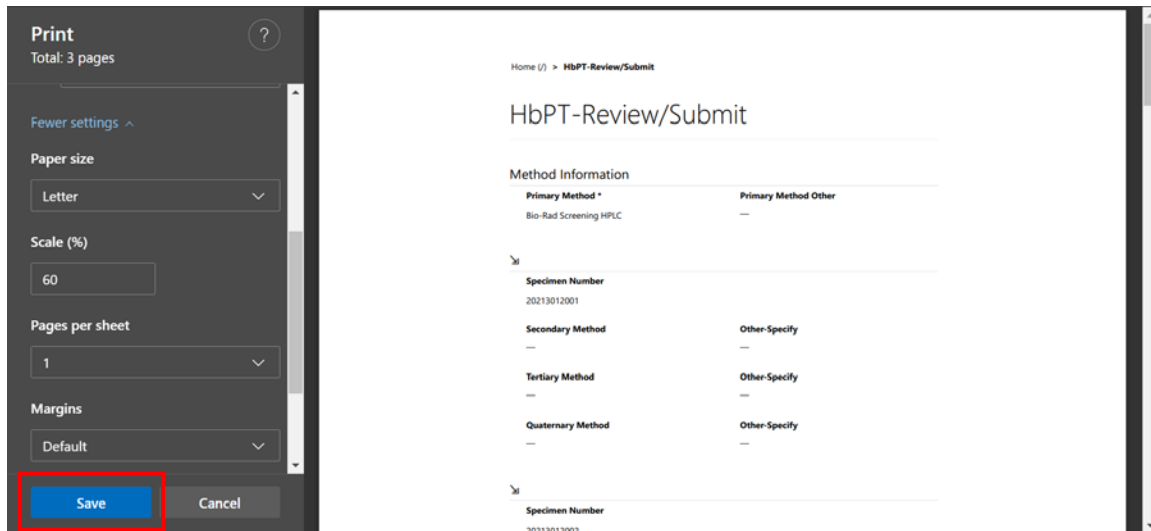 Print
?
Total: 3 pages
Fewer settings
Paper size
Letter
Scale (%)
60
Pages per sheet
1
Margins
Default
Save
Cancel
Home (/) > HbPT-Review/Submit
HbPT-Review/Submit
Method Information
Primary Method * Primary Method Other
Bio-Rad Screening HPLC —
Specimen Number
20213012001
Secondary Method Other-Specify
— —
Tertiary Method Other-Specify
— —
Quaternary Method Other-Specify
— —
Specimen Number